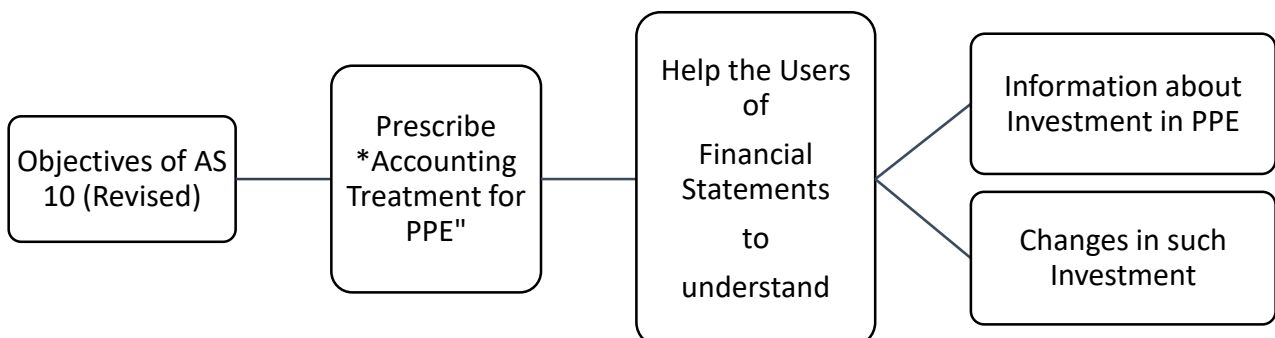 Objectives of AS
10 (Revised)
Prescribe
*Accounting
Treatment for
PPE"
Help the Users
of
Financial
Statements
to
understand
Information about
Investment in PPE
Changes in such
Investment